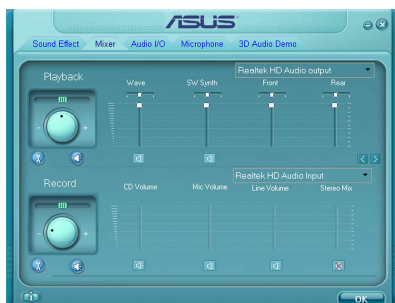 ASUS
Sound Effect Mixer Audio I/O Microphone 3D Audio Demo
Realtek HD Audio output
Playback
Wave SW Synth Front Rear
- +
Realtek HD Audio Input
Record
CD Volume Mic Volume Line Volume Stereo Mix
- +
OK